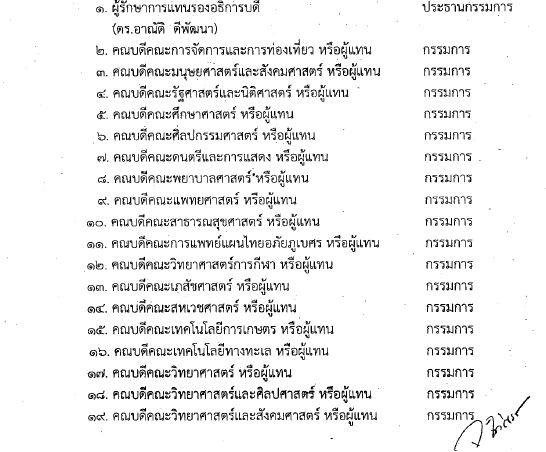 ๑. ผู้รักษาการแทนรองอธิการบดี ประธานกรรมการ
(ดร.อาณัติ ดีพัฒนา)
๒. คณบดีคณะการจัดการและการท่องเที่ยว หรือผู้แทน กรรมการ
๓. คณบดีคณะมนุษยศาสตร์และสังคมศาสตร์ หรือผู้แทน กรรมการ
๔. คณบดีคณะรัฐศาสตร์และนิติศาสตร์ หรือผู้แทน กรรมการ
๕. คณบดีคณะศึกษาศาสตร์ หรือผู้แทน กรรมการ
๖. คณบดีคณะศิลปกรรมศาสตร์ หรือผู้แทน กรรมการ
๗. คณบดีคณะดนตรีและการแสดง หรือผู้แทน กรรมการ
๘. คณบดีคณะพยาบาลศาสตร์ หรือผู้แทน กรรมการ
๙. คณบดีคณะแพทยศาสตร์ หรือผู้แทน กรรมการ
๑๐. คณบดีคณะสาธารณสุขศาสตร์ หรือผู้แทน กรรมการ
๑๑. คณบดีคณะการแพทย์แผนไทยอภัยภูเบศร หรือผู้แทน กรรมการ
๑๒. คณบดีคณะวิทยาศาสตร์การกีฬา หรือผู้แทน กรรมการ
๑๓. คณบดีคณะเภสัชศาสตร์ หรือผู้แทน กรรมการ
๑๔. คณบดีคณะสหเวชศาสตร์ หรือผู้แทน กรรมการ
๑๕. คณบดีคณะเทคโนโลยีการเกษตร หรือผู้แทน กรรมการ
๑๖. คณบดีคณะเทคโนโลยีทางทะเล หรือผู้แทน กรรมการ
๑๗. คณบดีคณะวิทยาศาสตร์ หรือผู้แทน กรรมการ
๑๘. คณบดีคณะวิทยาศาสตร์และศิลปศาสตร์ หรือผู้แทน กรรมการ
๑๙. คณบดีคณะวิทยาศาสตร์และสังคมศาสตร์ หรือผู้แทน กรรมการ